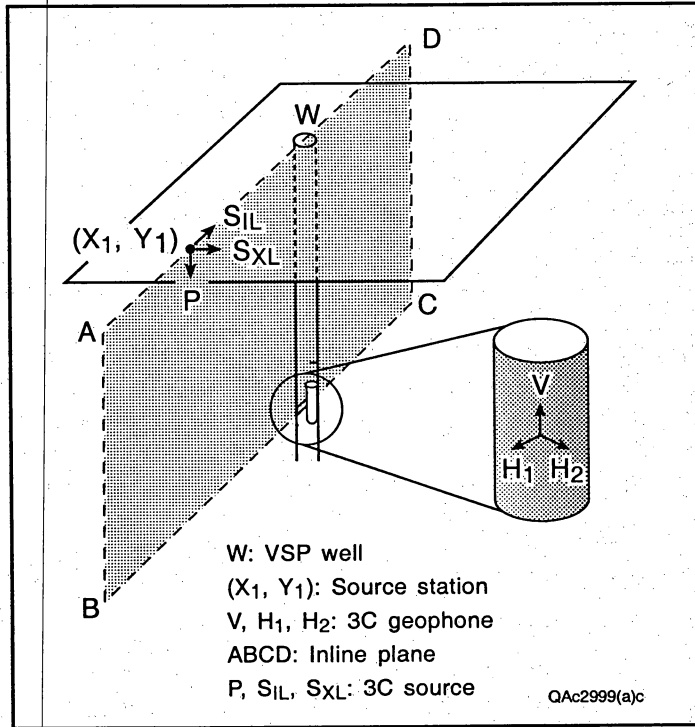 D
W
S_IL
(X₁, Y₁)
S_XL
P
A
C
V
H₁ H₂
B
W: VSP well
(X₁, Y₁): Source station
V, H₁, H₂: 3C geophone
ABCD: Inline plane
P, S_IL, S_XL: 3C source
QAc2999(a)c